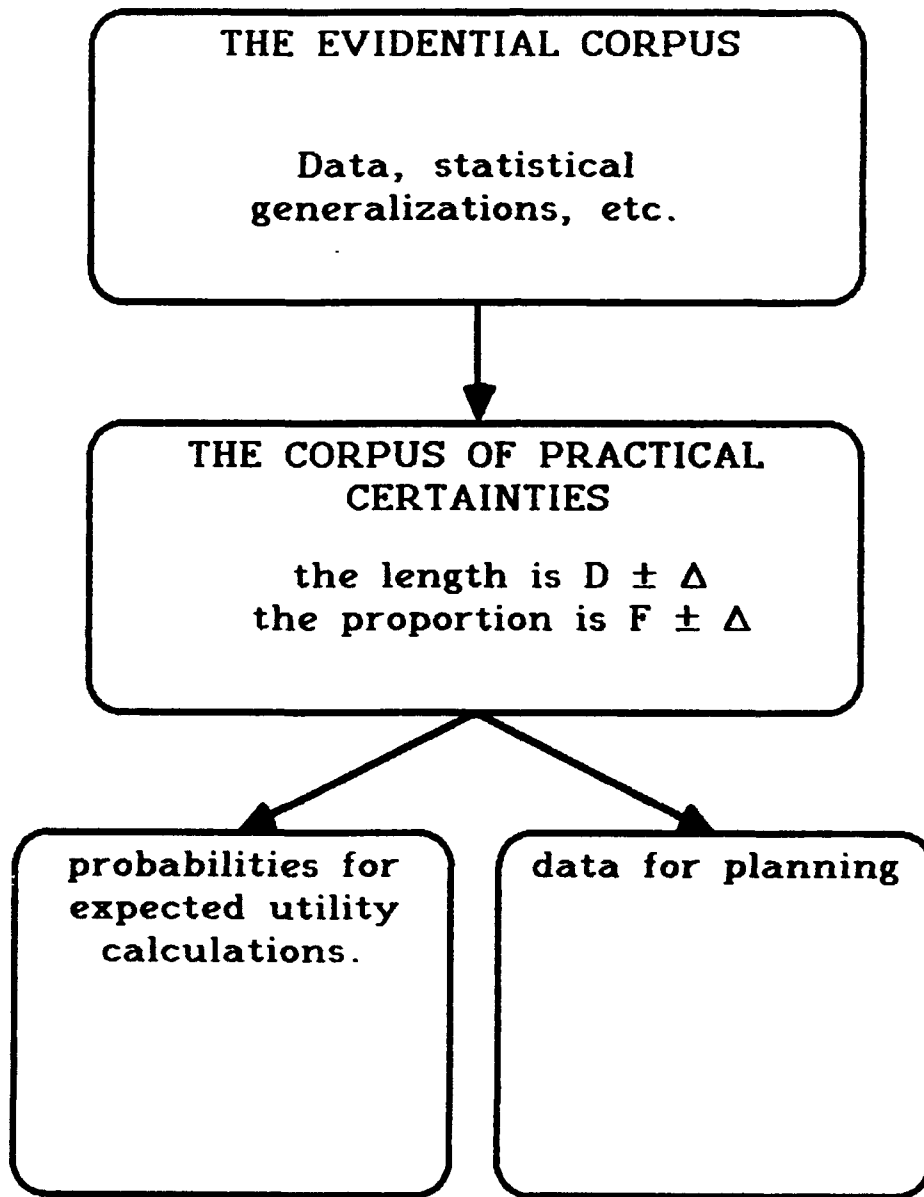 THE EVIDENTIAL CORPUS
Data, statistical
generalizations, etc.
THE CORPUS OF PRACTICAL
CERTAINTIES
the length is D ± Δ
the proportion is F ± Δ
probabilities for
expected utility
calculations.
data for planning